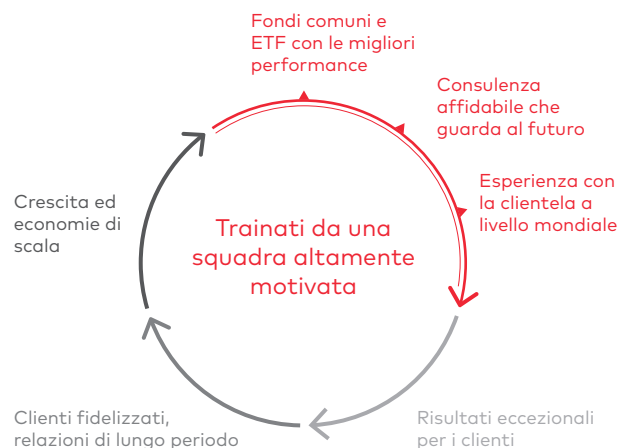 Fondi comuni e
ETF con le migliori
performance
Consulenza
affidabile che
guarda al futuro
Esperienza con
la clientela a
livello mondiale
Crescita ed
economie di
scala
Trainati da una
squadra altamente
motivata
Clienti fidelizzati,
relazioni di lungo periodo
Risultati eccezionali
per i clienti